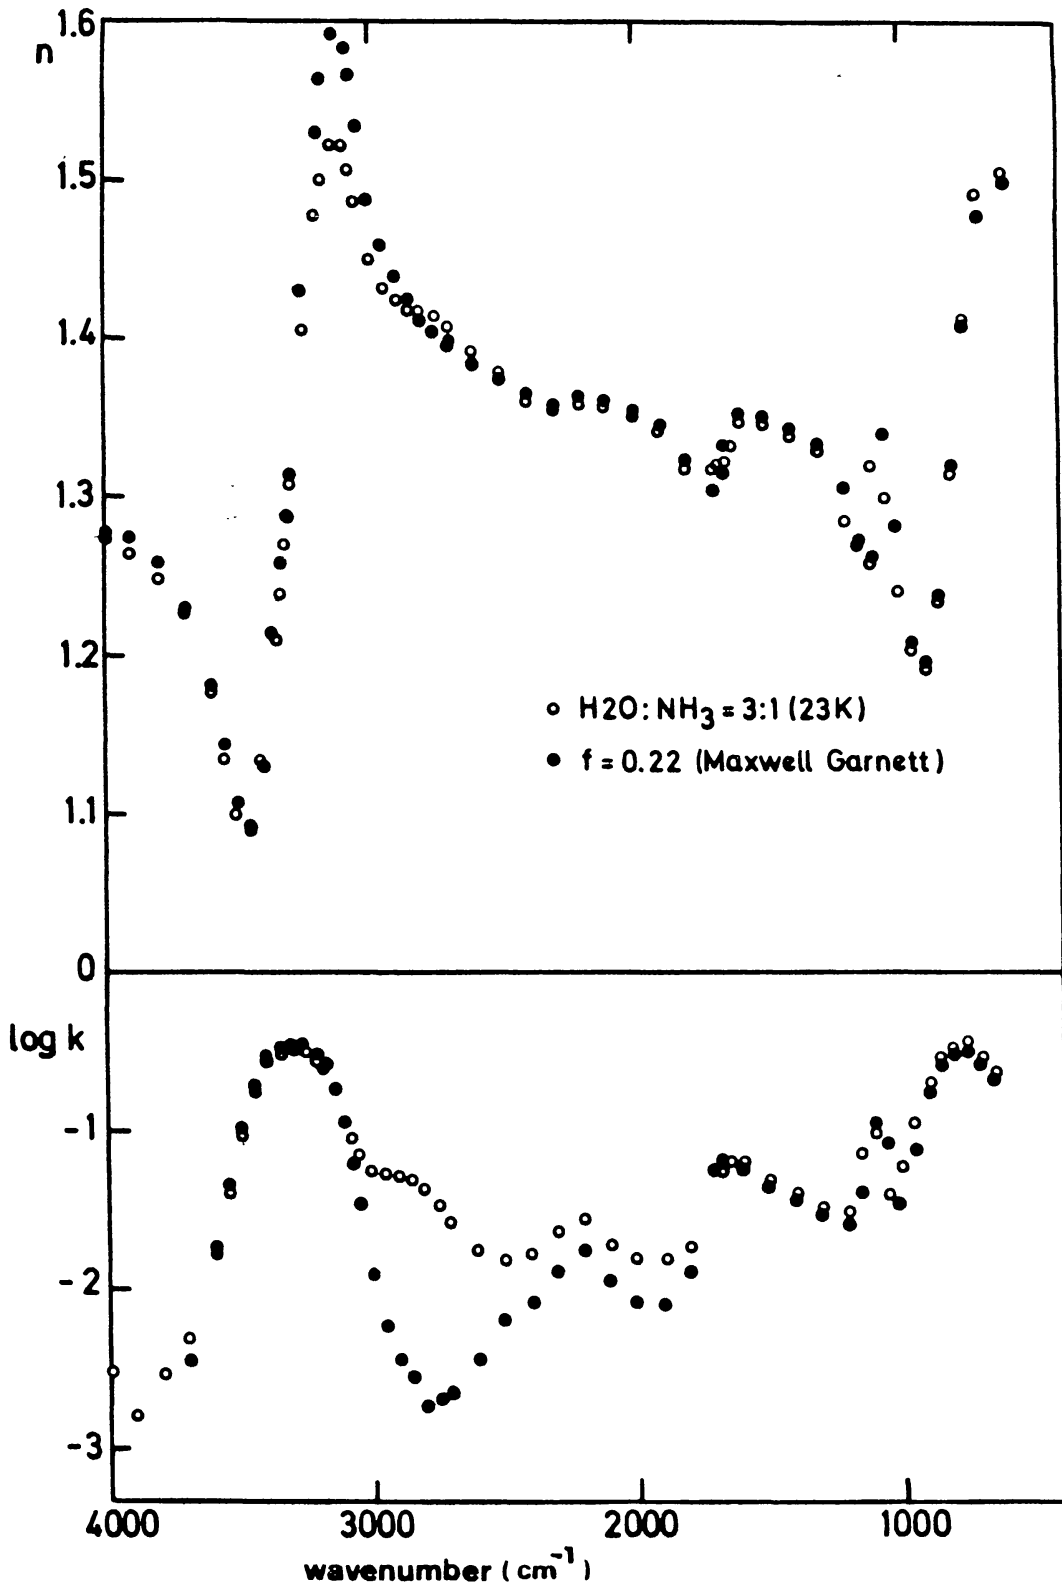 1.6
n
1.5
1.4
1.3
1.2
H2O: NH3 = 3:1 (23K)
f = 0.22 (Maxwell Garnett)
1.1
0
log k
-1
-2
-3
4000 3000 2000 1000
wavenumber (cm-1)